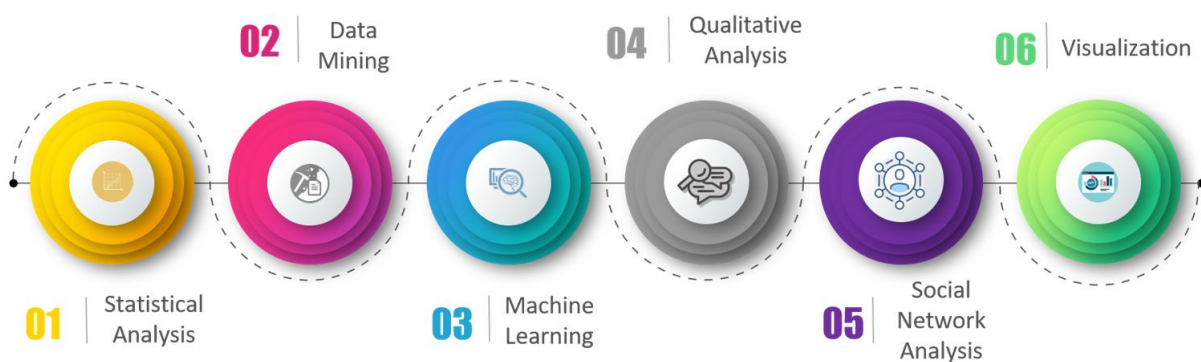 01
Statistical
Analysis
02
Data
Mining
03
Machine
Learning
04
Qualitative
Analysis
05
Social
Network
Analysis
06
Visualization